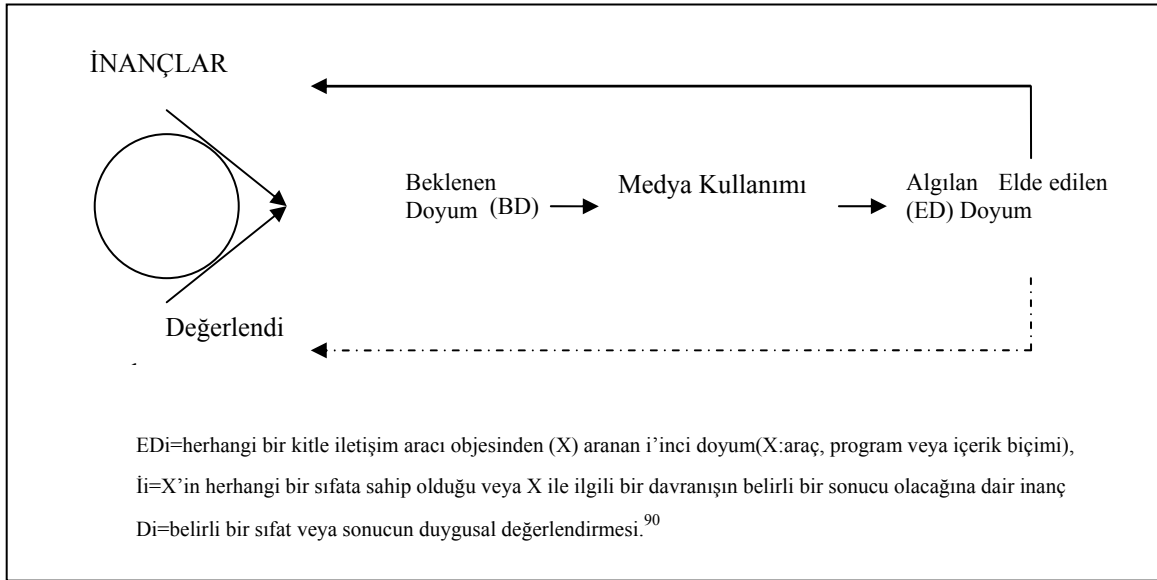 İNANÇLAR
Beklenen
Doyum (BD)
Medya Kullanımı
Algılan Elde edilen
(ED) Doyum
Değerlendi
EDi=herhangi bir kitle iletişim aracı objesinden (X) aranan i’inci doyum(X:araç, program veya içerik biçimi),
İi=X’in herhangi bir sıfata sahip olduğu veya X ile ilgili bir davranışın belirli bir sonucu olacağına dair inanç
Di=belirli bir sıfat veya sonucun duygusal değerlendirmesi.90